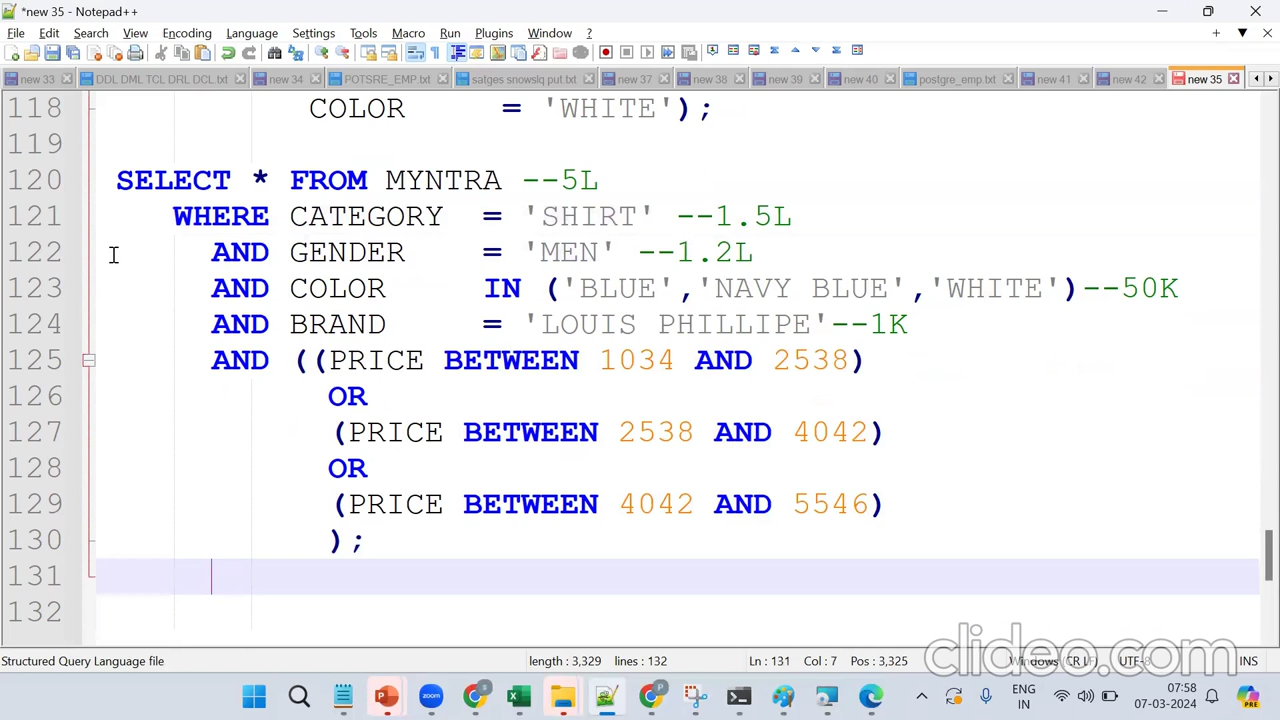 *new 35 - Notepad++
File Edit Search View Encoding Language Settings Tools Macro Run Plugins Window ?
new 33 DDL DML TCL DRL DCL.txt new 34 POTSRE_EMP.txt satges snowslq put.txt new 37 new 38 new 39 new 40 postgre_emp.txt new 41 new 42 new 35
118 COLOR = 'WHITE');
119
120 SELECT * FROM MYNTRA --5L
121 WHERE CATEGORY = 'SHIRT' --1.5L
122 AND GENDER = 'MEN' --1.2L
123 AND COLOR IN ('BLUE','NAVY BLUE','WHITE')--50K
124 AND BRAND = 'LOUIS PHILLIPE'--1K
125 AND ((PRICE BETWEEN 1034 AND 2538)
126 OR
127 (PRICE BETWEEN 2538 AND 4042)
128 OR
129 (PRICE BETWEEN 4042 AND 5546)
130 );
131
132
Structured Query Language file length : 3,329 lines : 132 Ln : 131 Col : 7 Pos : 3,325 Windows (CR LF) UTF-8 INS
clideo.com
zoom
ENG
IN
07:58
07-03-2024
PRE